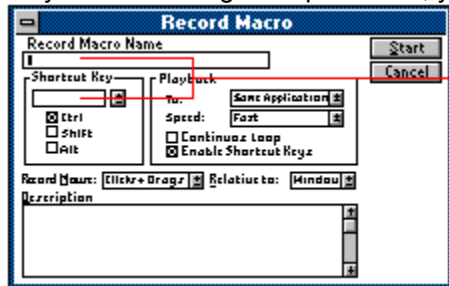 Record Macro
Record Macro Name
Start
Cancel
Shortcut Key
Playback
To: Same Application
Speed: Fast
Ctrl
Shift
Alt
Continuos Loop
Enable Shortcut Keys
Record Mouse: Clicks+Drags Relative to: Window
Description